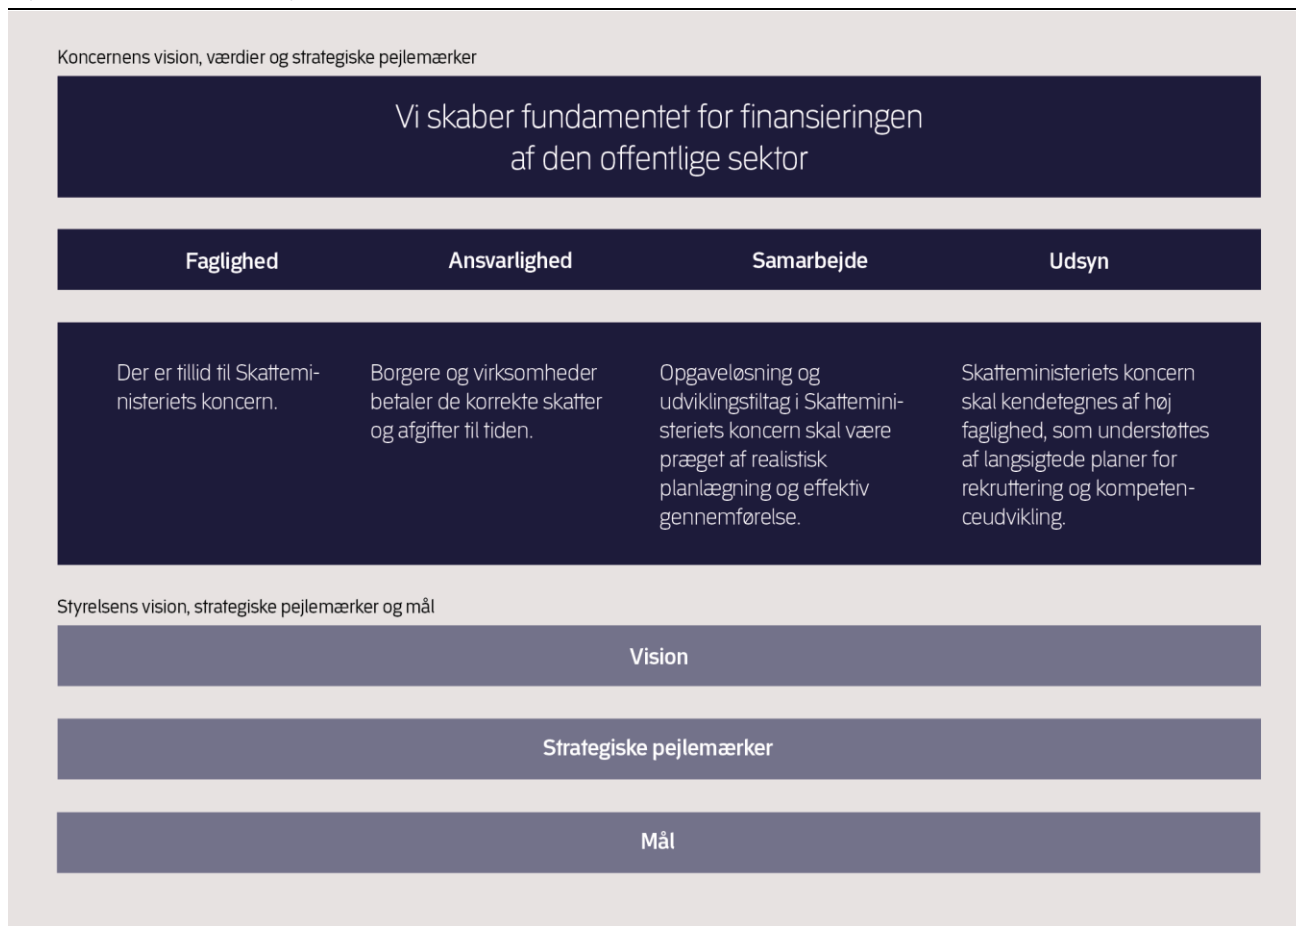 Koncernens vision, værdier og strategiske pejlemærker
Vi skaber fundamentet for finansieringen
af den offentlige sektor
Faglighed
Ansvarlighed
Samarbejde
Udsyn
Der er tillid til Skattemi-
nisteriets koncern.
Borgere og virksomheder
betaler de korrekte skatter
og afgifter til tiden.
Opgaveløsning og
udviklingstiltag i Skattemini-
steriets koncern skal være
præget af realistisk
planlægning og effektiv
gennemførelse.
Skatteministeriets koncern
skal kendetegnes af høj
faglighed, som understøttes
af langsigtede planer for
rekruttering og kompeten-
ceudvikling.
Styrelsens vision, strategiske pejlemærker og mål
Vision
Strategiske pejlemærker
Mål